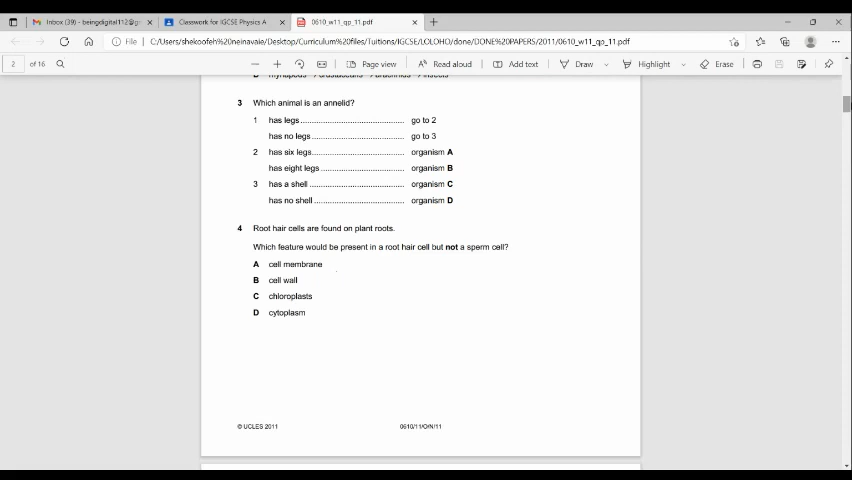 Inbox (39) - beingdigital112@g
Classwork for IGCSE Physics A
0610_w11_qp_11.pdf
File
C:/Users/shekoofeh%20neinavaie/Desktop/Curriculum%20files/Tuitions/IGCSE/LOLOHO/done/DONE%20PAPERS/2011/0610_w11_qp_11.pdf
2 of 16
Page view
Read aloud
Add text
Draw
Highlight
Erase
3 Which animal is an annelid?
1 has legs........................................ go to 2
has no legs................................... go to 3
2 has six legs................................... organism A
has eight legs................................ organism B
3 has a shell.................................... organism C
has no shell................................... organism D
4 Root hair cells are found on plant roots.
Which feature would be present in a root hair cell but not a sperm cell?
A cell membrane
B cell wall
C chloroplasts
D cytoplasm
© UCLES 2011
0610/11/O/N/11